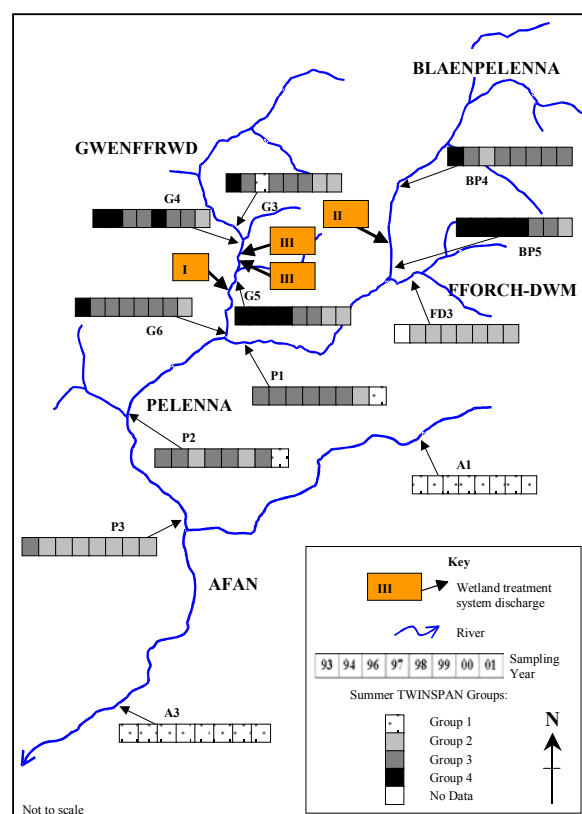 BLAENPELENNA
GWENFFRWD
BP4
G4
G3
II
III
BP5
I
III
FFORCH-DWM
G5
FD3
G6
P1
PELENNA
P2
A1
P3
AFAN
A3
Key
III
Wetland treatment
system discharge
River
93 94 96 97 98 99 00 01
Sampling
Year
Summer TWINSPAN Groups:
Group 1
Group 2
Group 3
Group 4
No Data
N
Not to scale